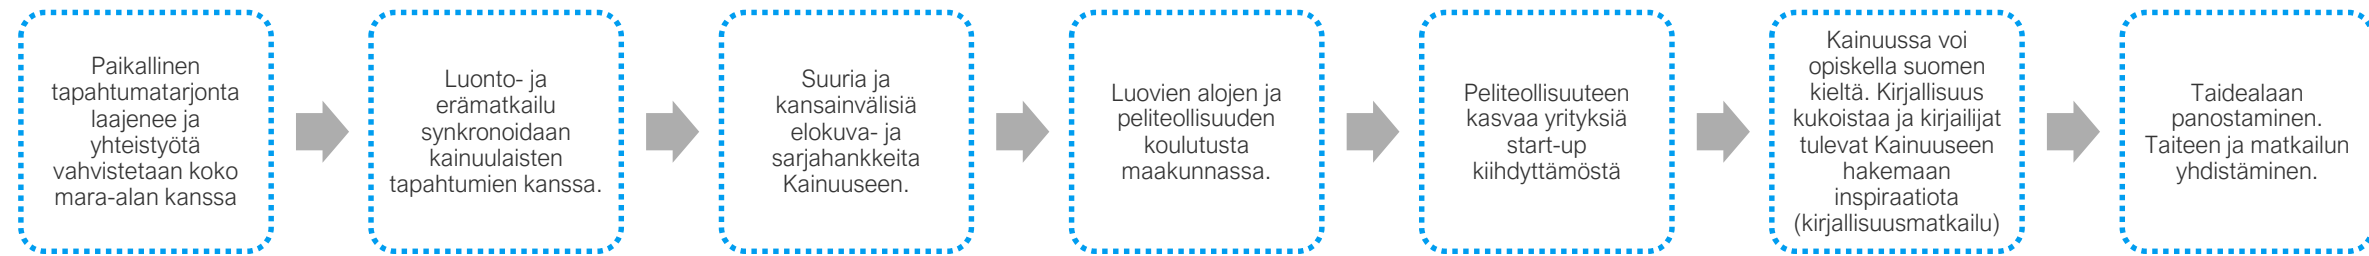 Paikallinen
tapahtumatarjonta
laajenee ja
yhteistyötä
vahvistetaan koko
mara-alan kanssa
Luonto- ja
erämatkailu
synkronoidaan
kainuulaisten
tapahtumien kanssa.
Suuria ja
kansainvälisiä
elokuva- ja
sarjahankkeita
Kainuuseen.
Luovien alojen ja
peliteollisuuden
koulutusta
maakunnassa.
Peliteollisuuteen
kasvaa yrityksiä
start-up
kiihdyttämöstä
Kainuussa voi
opiskella suomen
kieltä. Kirjallisuus
kukoistaa ja kirjailijat
tulevat Kainuuseen
hakemaan
inspiraatiota
(kirjallisuusmatkailu)
Taidealaan
panostaminen.
Taiteen ja matkailun
yhdistäminen.